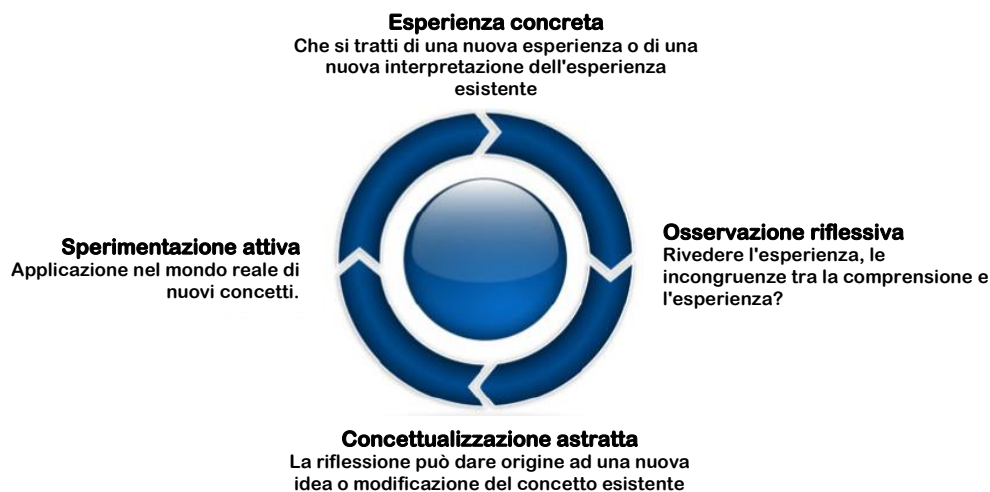 Esperienza concreta
Che si tratti di una nuova esperienza o di una
nuova interpretazione dell'esperienza
esistente
Sperimentazione attiva
Applicazione nel mondo reale di
nuovi concetti.
Osservazione riflessiva
Rivedere l'esperienza, le
incongruenze tra la comprensione e
l'esperienza?
Concettualizzazione astratta
La riflessione può dare origine ad una nuova
idea o modificazione del concetto esistente